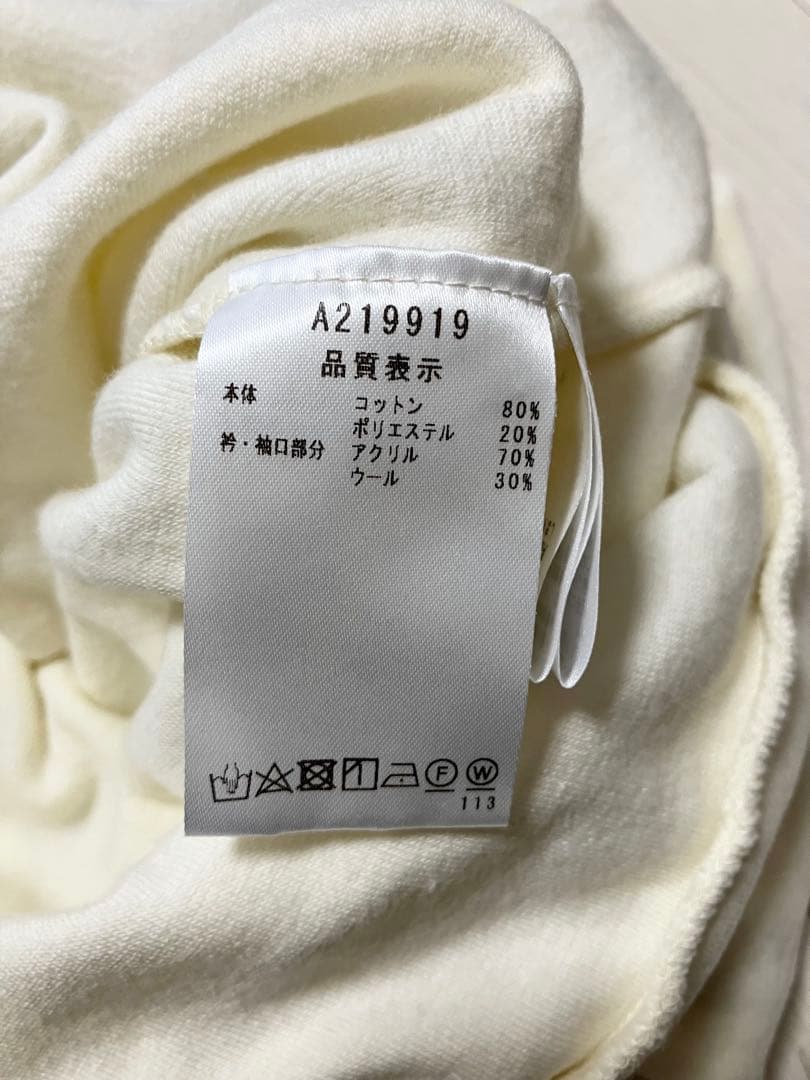 A219919
品質表示
本体 コットン 80%
ポリエステル 20%
衿・袖口部分 アクリル 70%
ウール 30%
F W
113